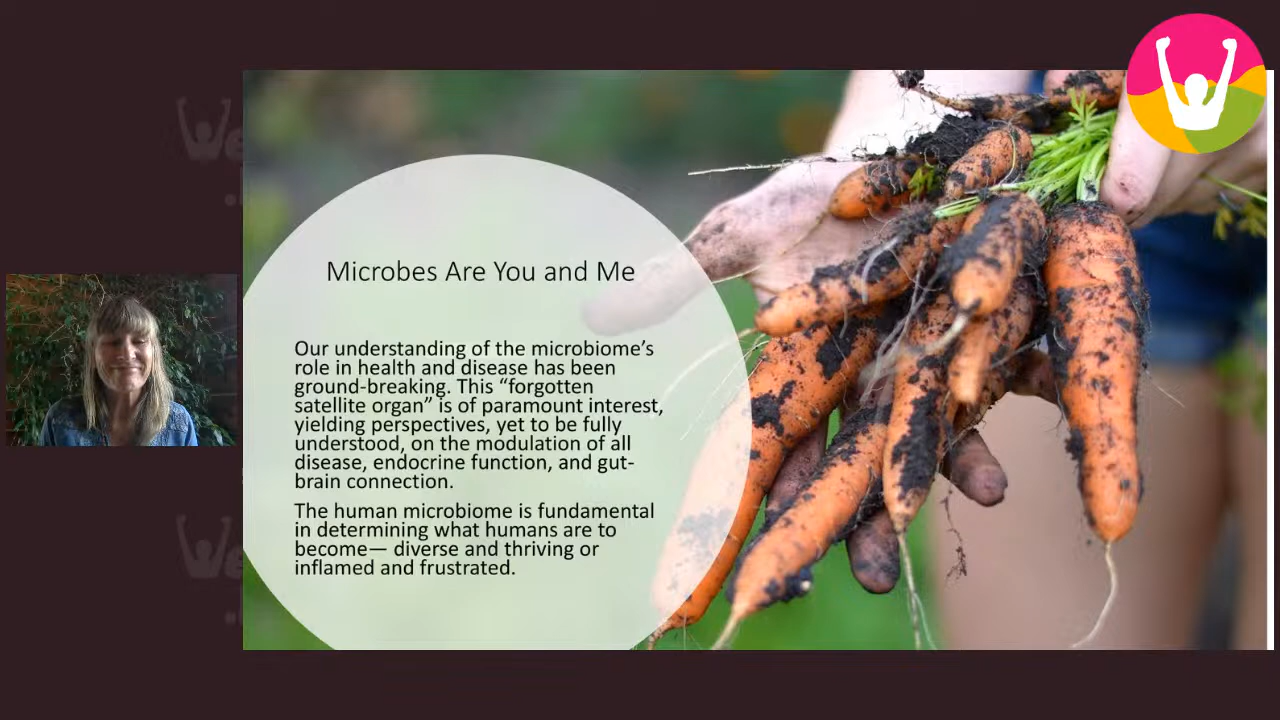 Microbes Are You and Me
Our understanding of the microbiome’s
role in health and disease has been
ground-breaking. This “forgotten
satellite organ” is of paramount interest,
yielding perspectives, yet to be fully
understood, on the modulation of all
disease, endocrine function, and gut-
brain connection.
The human microbiome is fundamental
in determining what humans are to
become— diverse and thriving or
inflamed and frustrated.